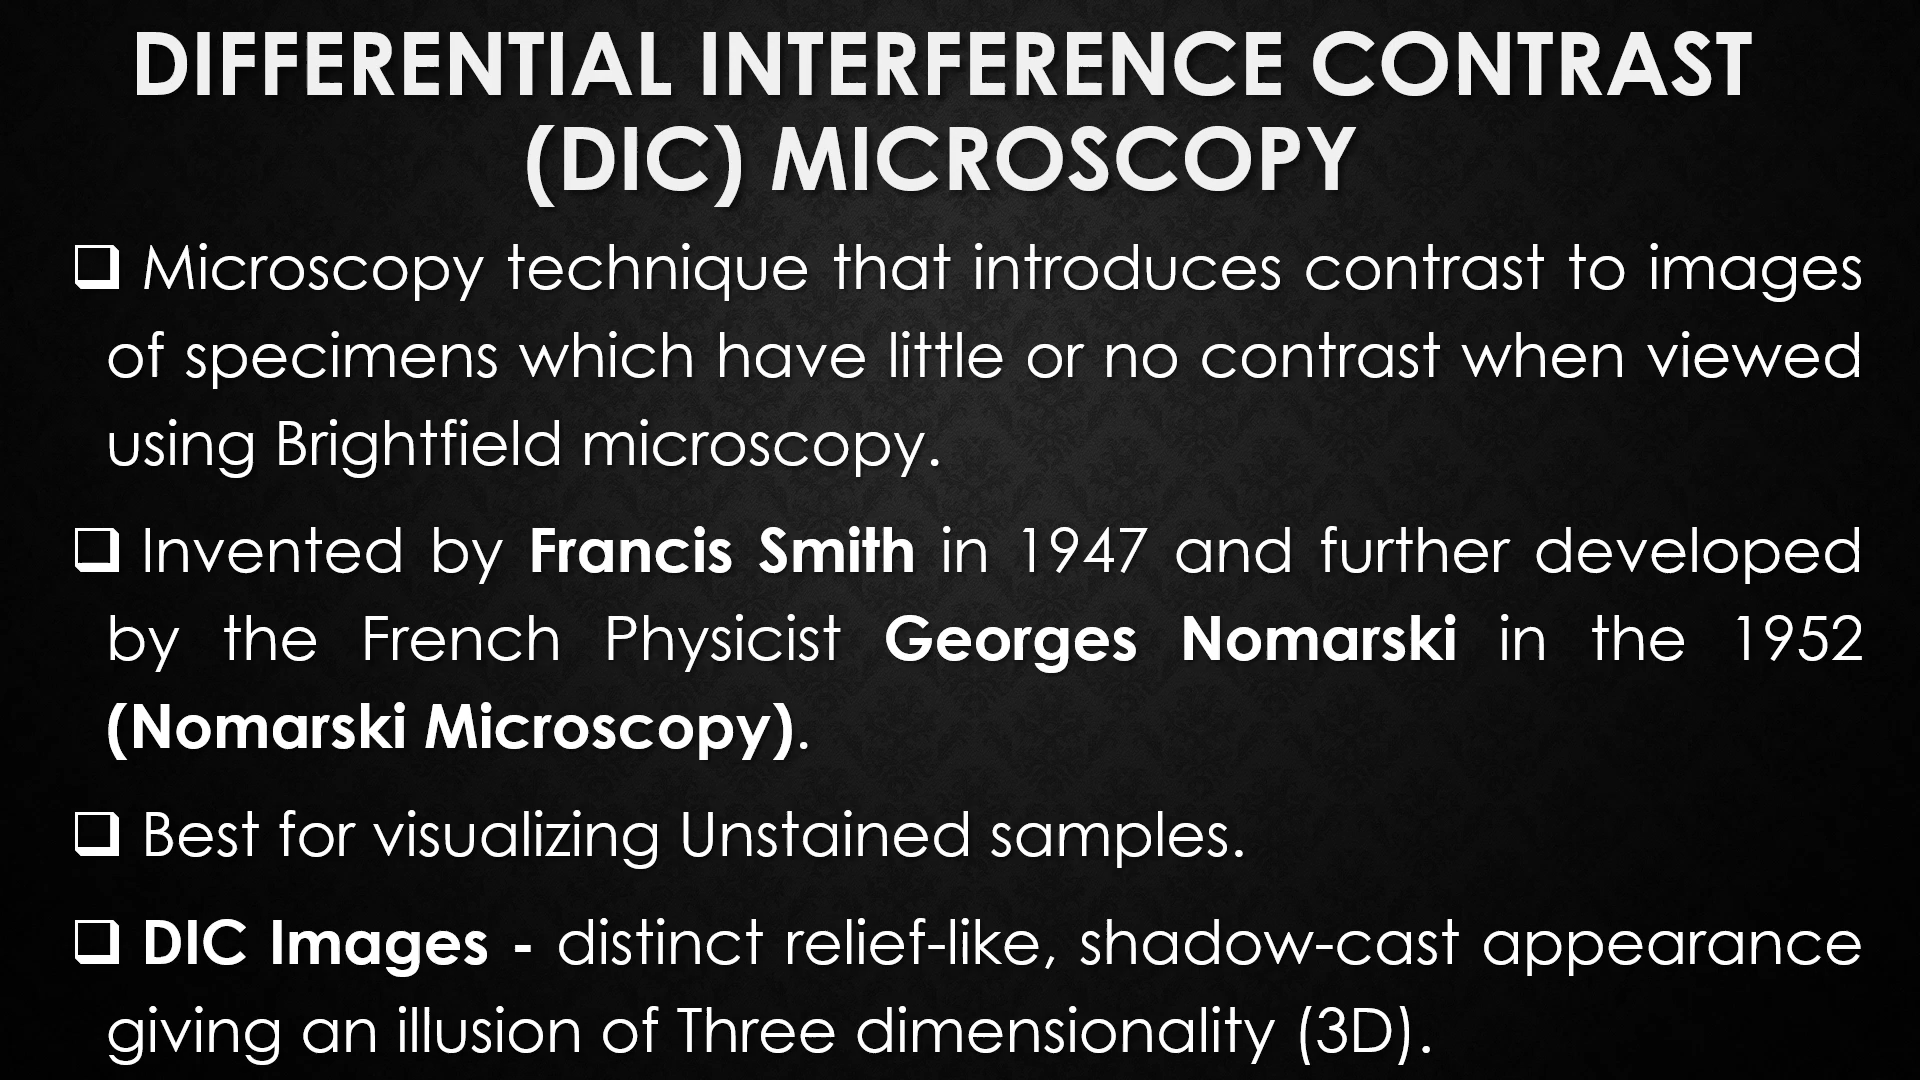 DIFFERENTIAL INTERFERENCE CONTRAST
(DIC) MICROSCOPY
❑ Microscopy technique that introduces contrast to images
of specimens which have little or no contrast when viewed
using Brightfield microscopy.
❑ Invented by Francis Smith in 1947 and further developed
by the French Physicist Georges Nomarski in the 1952
(Nomarski Microscopy).
❑ Best for visualizing Unstained samples.
❑ DIC Images - distinct relief-like, shadow-cast appearance
giving an illusion of Three dimensionality (3D).